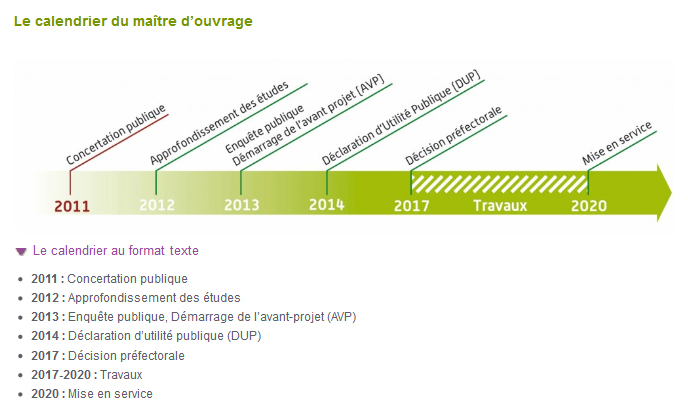 Le calendrier du maître d'ouvrage
Concertation publique
Approfondissement des études
Enquête publique
Démarrage de l'avant projet (AVP)
Déclaration d'Utilité Publique (DUP)
Décision préfectorale
Mise en service
2011 2012 2013 2014 2017 Travaux 2020
Le calendrier au format texte
2011 : Concertation publique
2012 : Approfondissement des études
2013 : Enquête publique, Démarrage de l'avant-projet (AVP)
2014 : Déclaration d'utilité publique (DUP)
2017 : Décision préfectorale
2017-2020 : Travaux
2020 : Mise en service